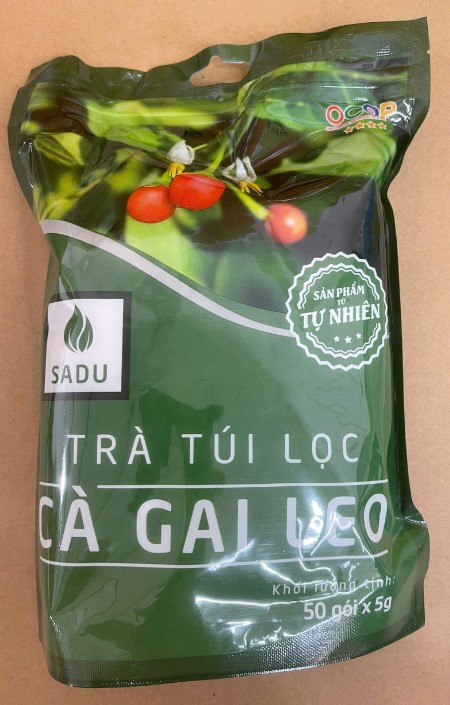 OCOP
SẢN PHẨM
TỪ
TỰ NHIÊN
SADU
TRÀ TÚI LỌC
CÀ GAI LEO
Khối lượng tịnh:
50 gói x 5g